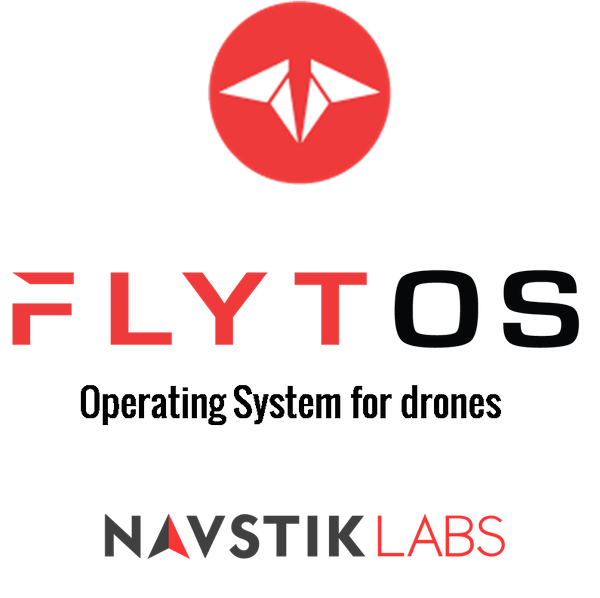 FLYTOS
Operating System for drones
NAVSTIK LABS